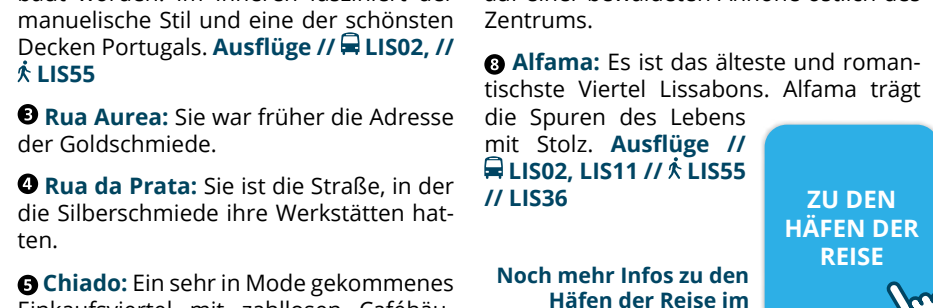 manuelische Stil und eine der schönsten
Decken Portugals. Ausflüge // LIS02, //
LIS55
❸ Rua Aurea: Sie war früher die Adresse
der Goldschmiede.
❹ Rua da Prata: Sie ist die Straße, in der
die Silberschmiede ihre Werkstätten hat-
ten.
❺ Chiado: Ein sehr in Mode gekommenes
Zentrums.
❽ Alfama: Es ist das älteste und roman-
tischste Viertel Lissabons. Alfama trägt
die Spuren des Lebens
mit Stolz. Ausflüge //
LIS02, LIS11 // LIS55
// LIS36
Noch mehr Infos zu den
Häfen der Reise im
ZU DEN
HÄFEN DER
REISE